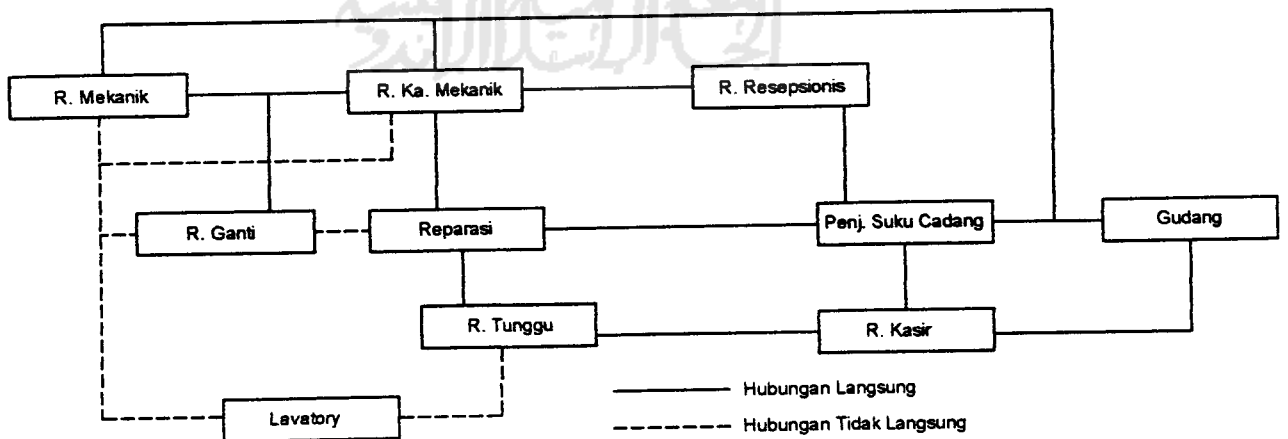 R. Mekanik
R. Ka. Mekanik
R. Resepsionis
R. Ganti
Reparasi
Penj. Suku Cadang
Gudang
R. Tunggu
R. Kasir
Lavatory
Hubungan Langsung
Hubungan Tidak Langsung